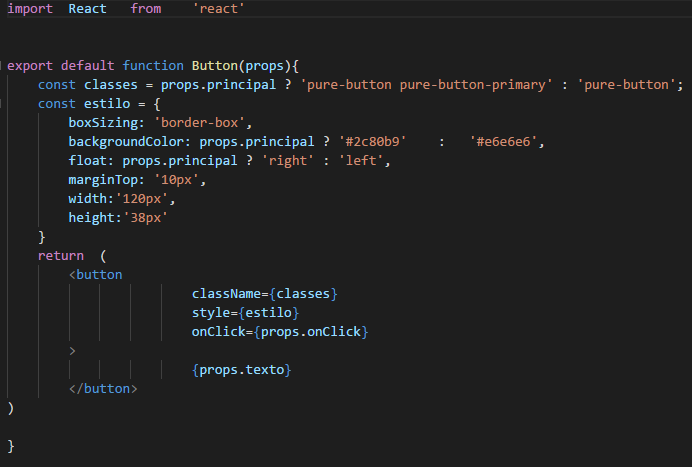 import React from 'react'
export default function Button(props){
const classes = props.principal ? 'pure-button pure-button-primary' : 'pure-button';
const estilo = {
boxSizing: 'border-box',
backgroundColor: props.principal ? '#2c80b9' : '#e6e6e6',
float: props.principal ? 'right' : 'left',
marginTop: '10px',
width:'120px',
height:'38px'
}
return (
<button
className={classes}
style={estilo}
onClick={props.onClick}
>
{props.texto}
</button>
)
}